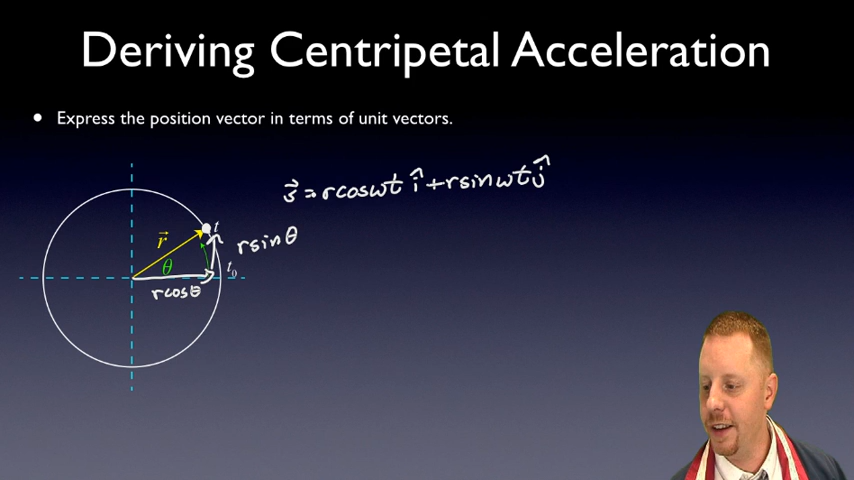 Deriving Centripetal Acceleration
• Express the position vector in terms of unit vectors.
s⃗ = rcosωt î + rsinωt ĵ
t
r⃗
rsinθ
θ
t₀
rcosθ